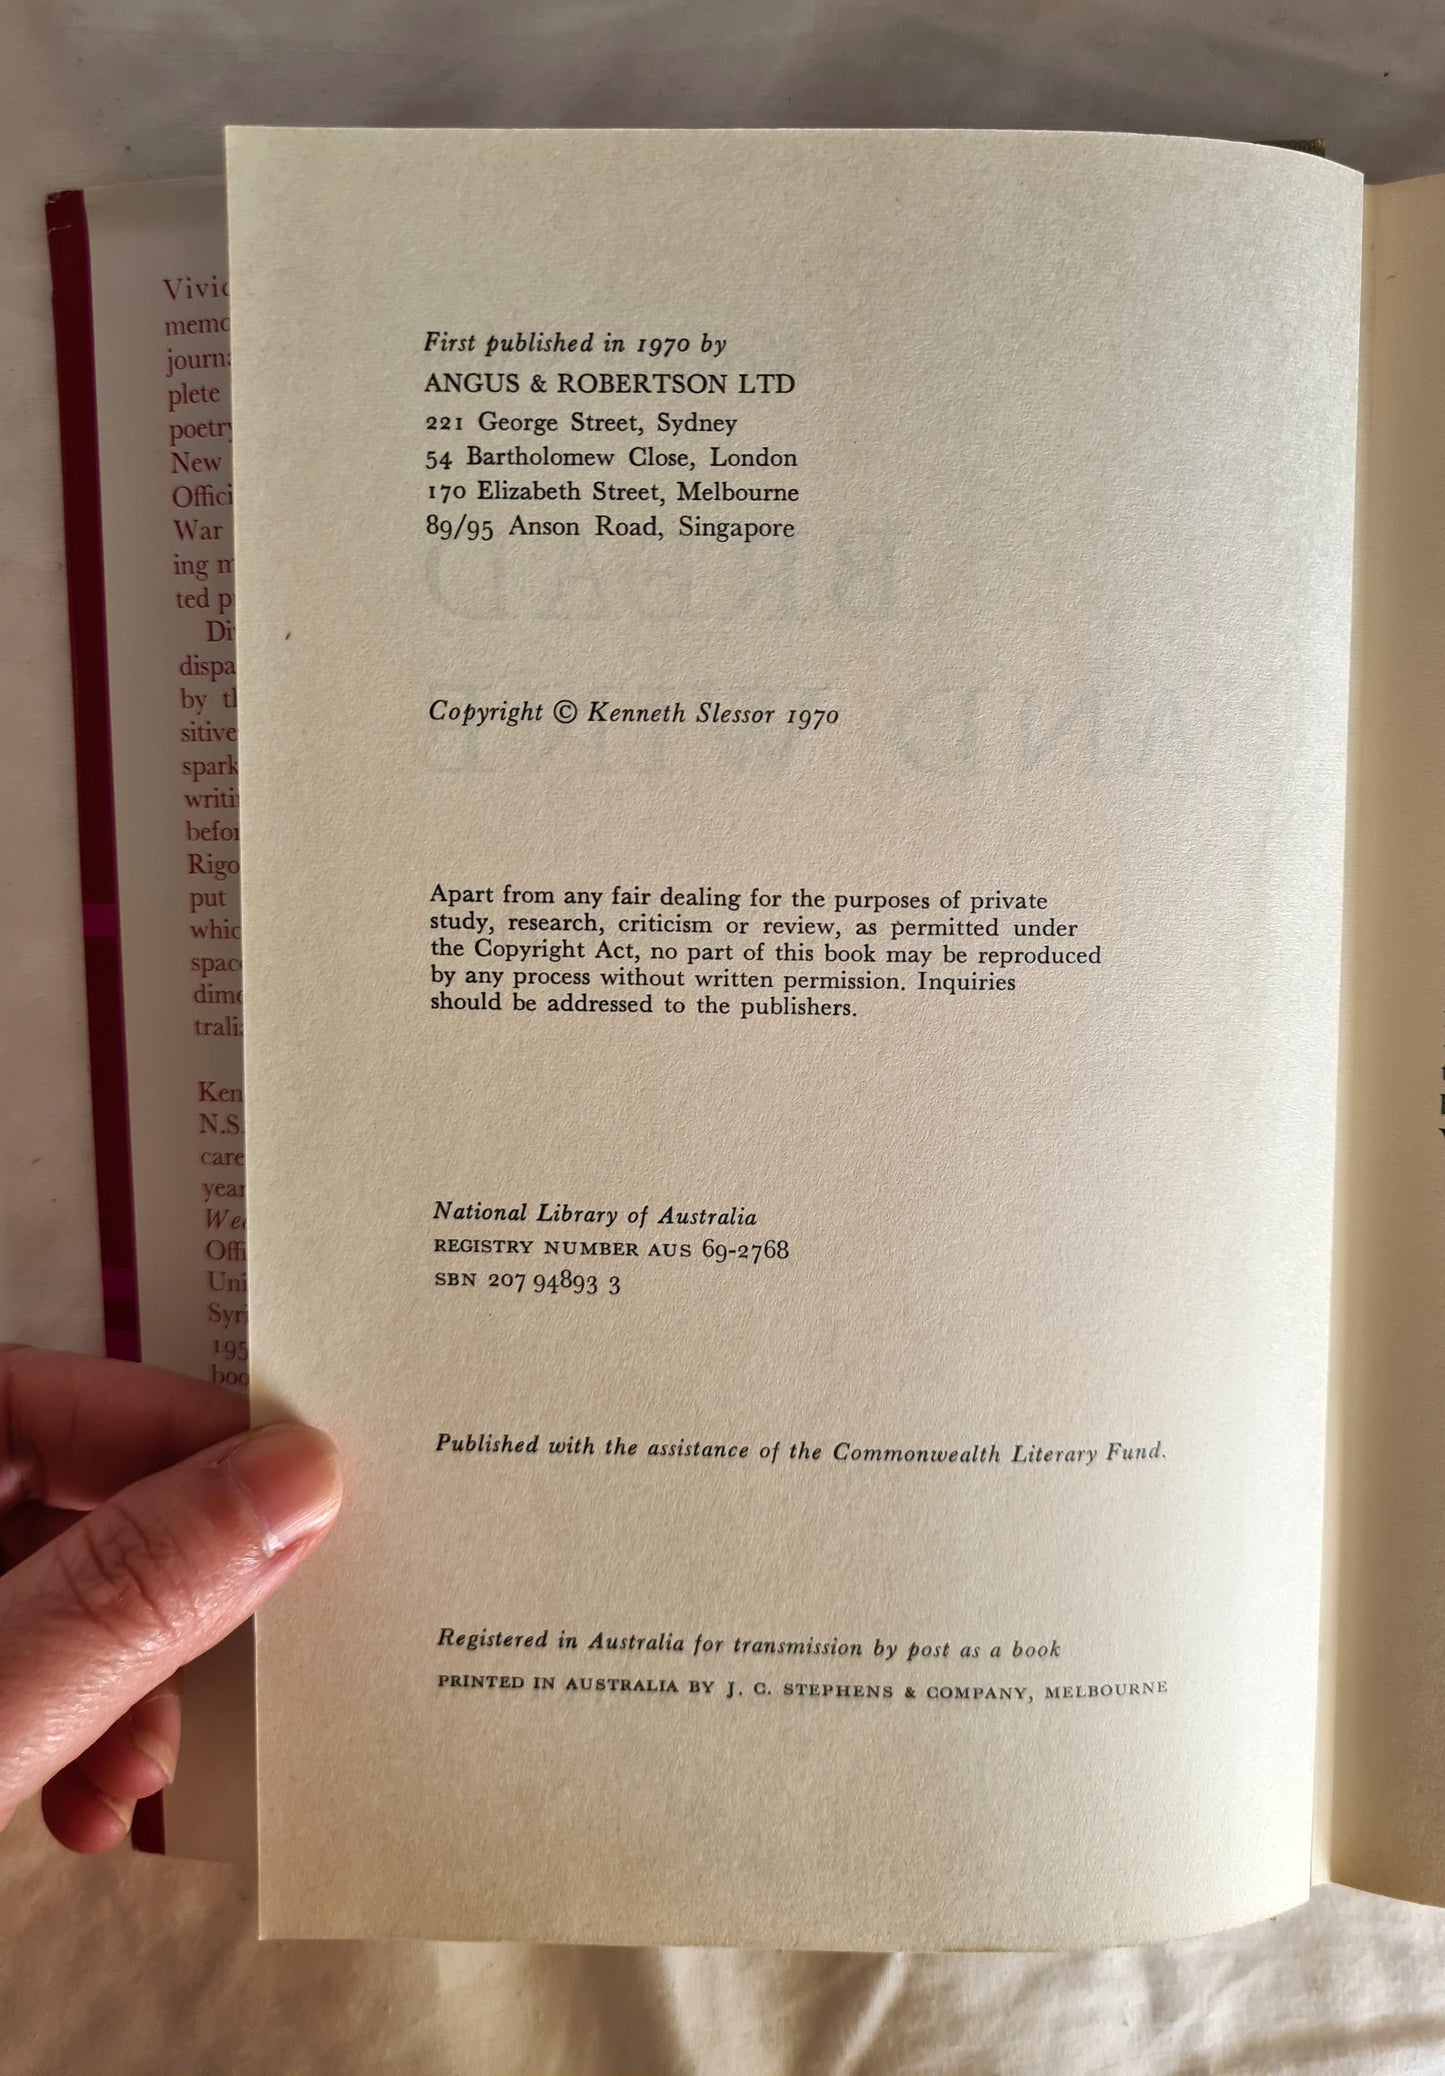 First published in 1970 by
ANGUS & ROBERTSON LTD
221 George Street, Sydney
54 Bartholomew Close, London
170 Elizabeth Street, Melbourne
89/95 Anson Road, Singapore
Copyright © Kenneth Slessor 1970
Apart from any fair dealing for the purposes of private
study, research, criticism or review, as permitted under
the Copyright Act, no part of this book may be reproduced
by any process without written permission. Inquiries
should be addressed to the publishers.
National Library of Australia
REGISTRY NUMBER AUS 69-2768
SBN 207 94893 3
Published with the assistance of the Commonwealth Literary Fund.
Registered in Australia for transmission by post as a book
PRINTED IN AUSTRALIA BY J. C. STEPHENS & COMPANY, MELBOURNE
plete
New
War
by
put
N.S.